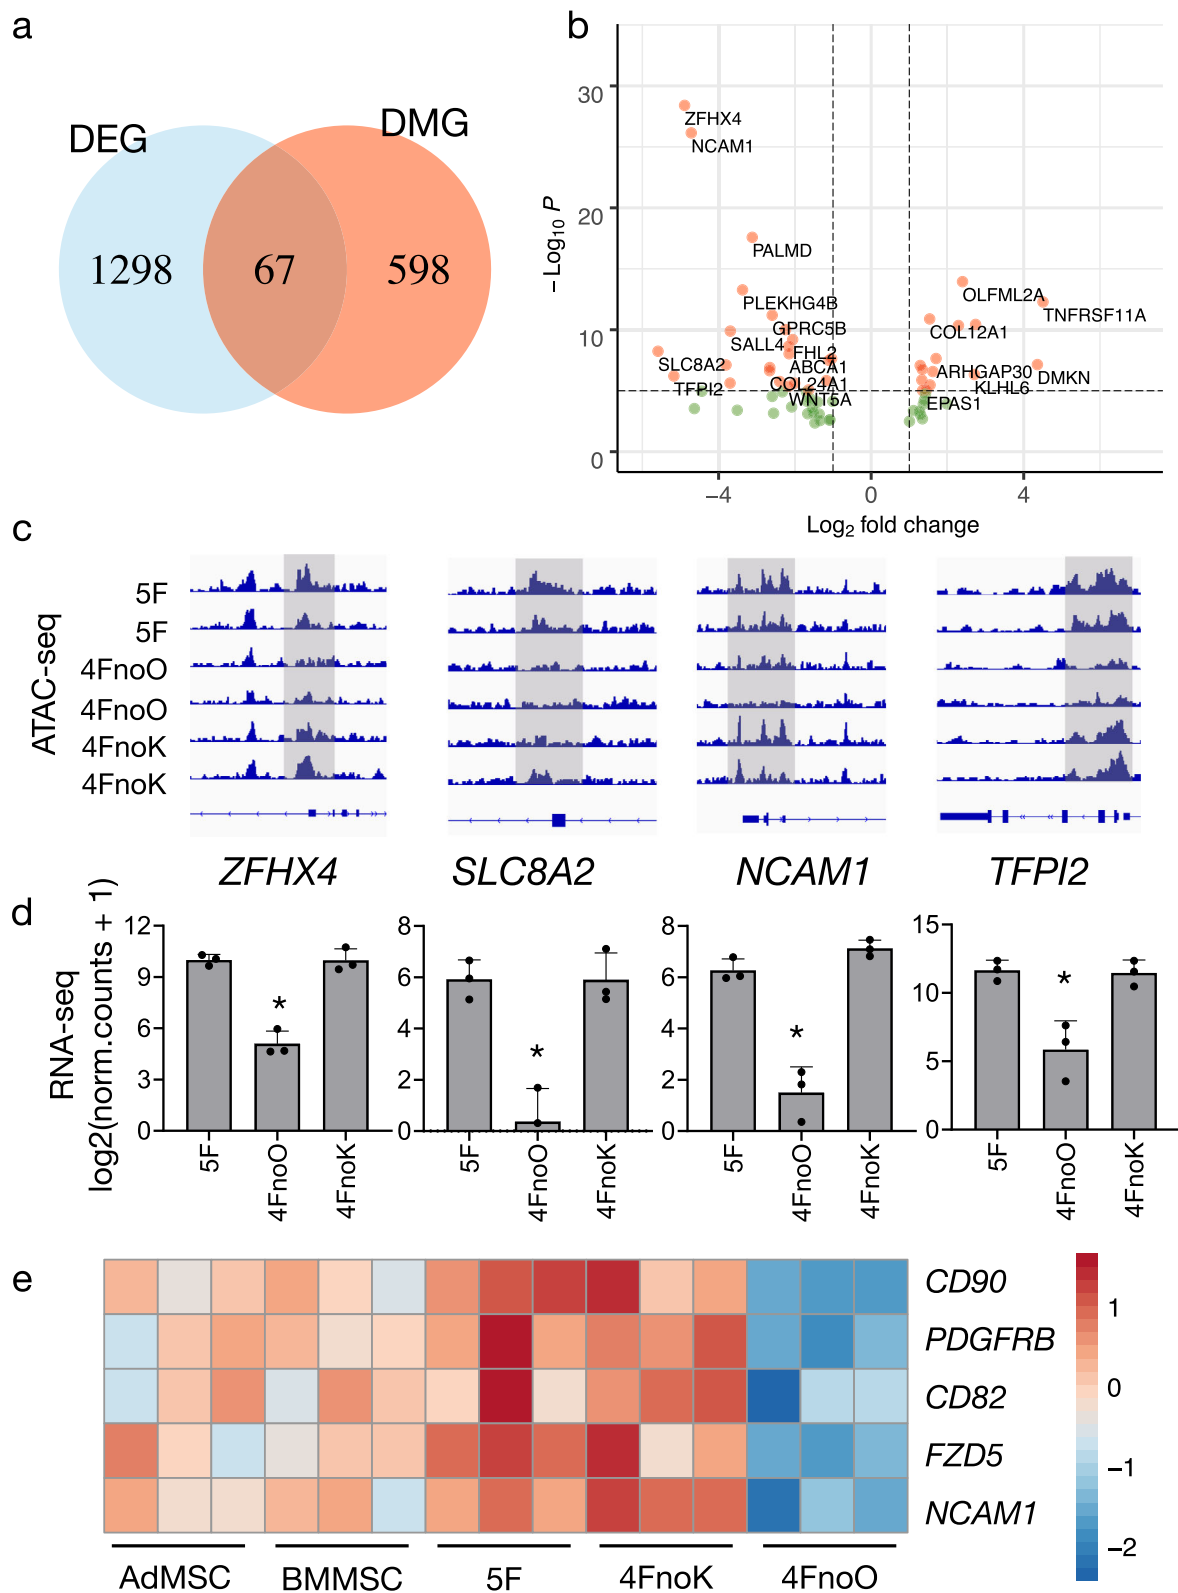 a
DEG
DMG
1298
67
598
b
−Log10 P
30
20
10
0
ZFHX4
NCAM1
PALMD
PLEKHG4B
OLFML2A
TNFRSF11A
GPRC5B
COL12A1
SALL4
FHL2
SLC8A2
ABCA1
ARHGAP30
DMKN
TFPI2
COL24A1
KLHL6
WNT5A
EPAS1
−4
0
4
Log2 fold change
c
ATAC-seq
5F
5F
4FnoO
4FnoO
4FnoK
4FnoK
ZFHX4
SLC8A2
NCAM1
TFPI2
d
RNA-seq
log2(norm.counts + 1)
12
9
6
3
0
*
5F
4FnoO
4FnoK
8
6
4
2
0
*
5F
4FnoO
4FnoK
8
6
4
2
0
*
5F
4FnoO
4FnoK
15
10
5
0
*
5F
4FnoO
4FnoK
e
CD90
PDGFRB
CD82
FZD5
NCAM1
1
0
−1
−2
AdMSC
BMMSC
5F
4FnoK
4FnoO